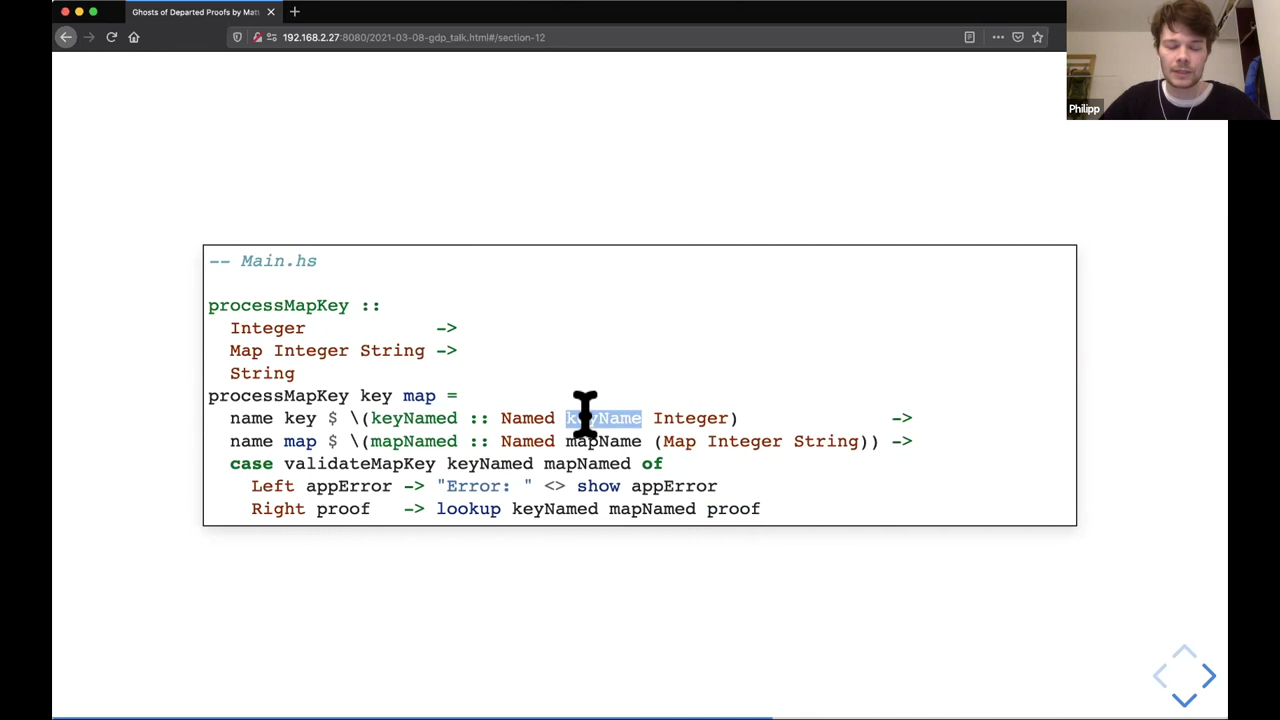 Ghosts of Departed Proofs by Mat
192.168.2.27:8080/2021-03-08-gdp_talk.html#/section-12
Philipp
-- Main.hs
processMapKey ::
Integer ->
Map Integer String ->
String
processMapKey key map =
name key $ \(keyNamed :: Named keyName Integer) ->
name map $ \(mapNamed :: Named mapName (Map Integer String)) ->
case validateMapKey keyNamed mapNamed of
Left appError -> "Error: " <> show appError
Right proof -> lookup keyNamed mapNamed proof